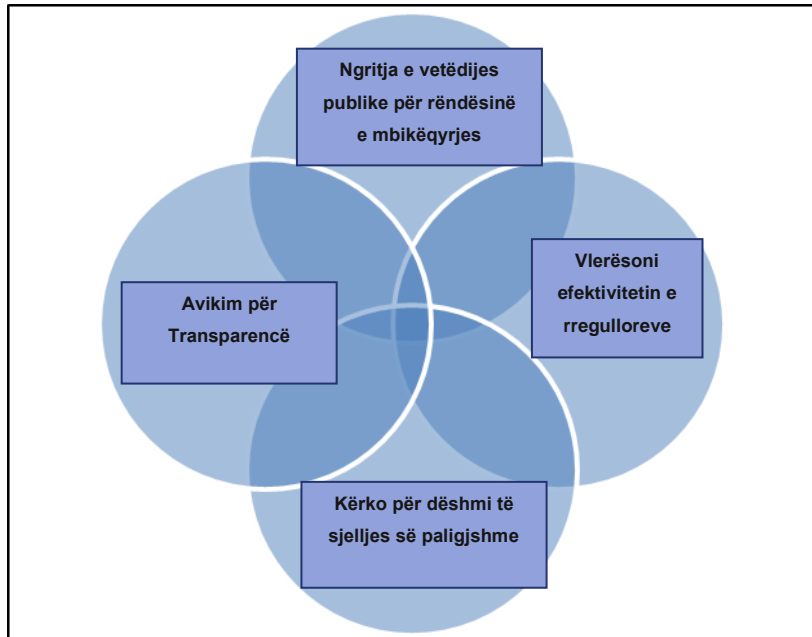 Ngritja e vetëdijes
publike për rëndësinë
e mbikëqyrjes
Avikim për
Transparencë
Vlerësoni
efektivitetin e
rregulloreve
Kërko për dëshmi të
sjelljes së paligjshme